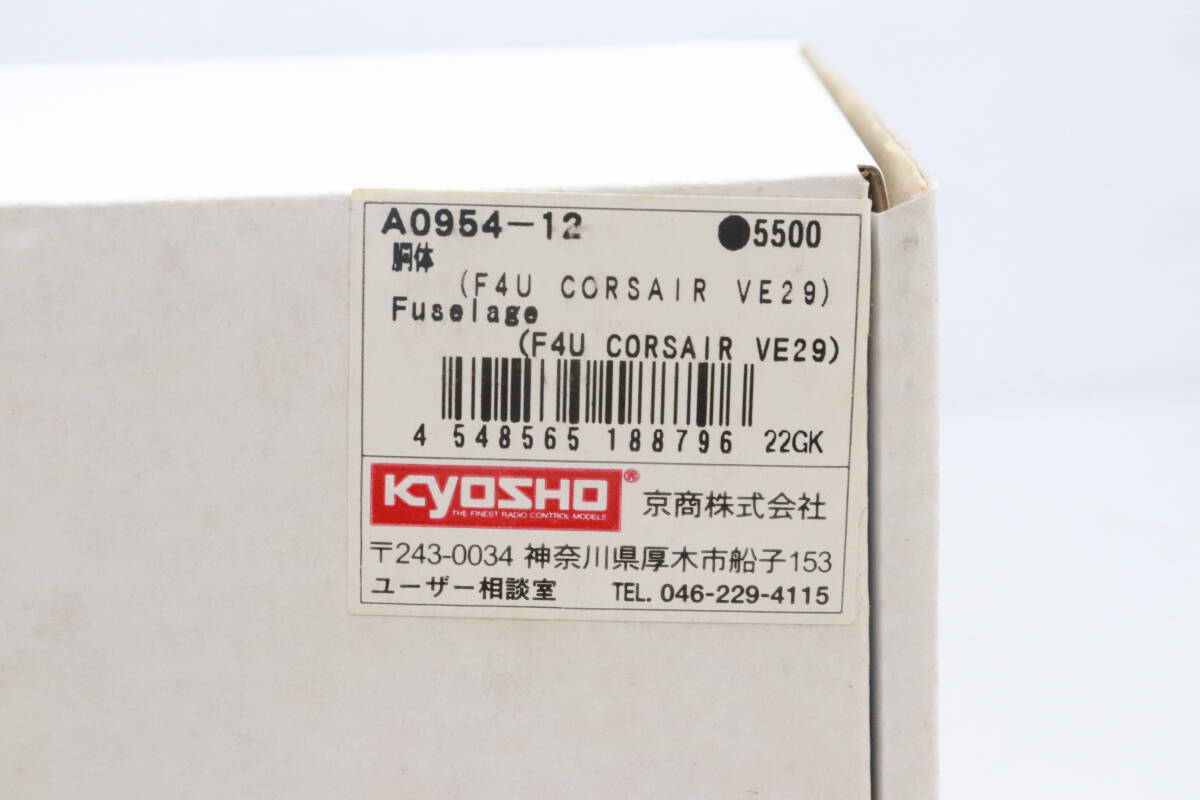 A0954-12 ●5500
胴体
(F4U CORSAIR VE29)
Fuselage
(F4U CORSAIR VE29)
4 548565 188796 22GK
KYOSHO® 京商株式会社
THE FINEST RADIO CONTROL MODELS
〒243-0034 神奈川県厚木市船子153
ユーザー相談室 TEL. 046-229-4115